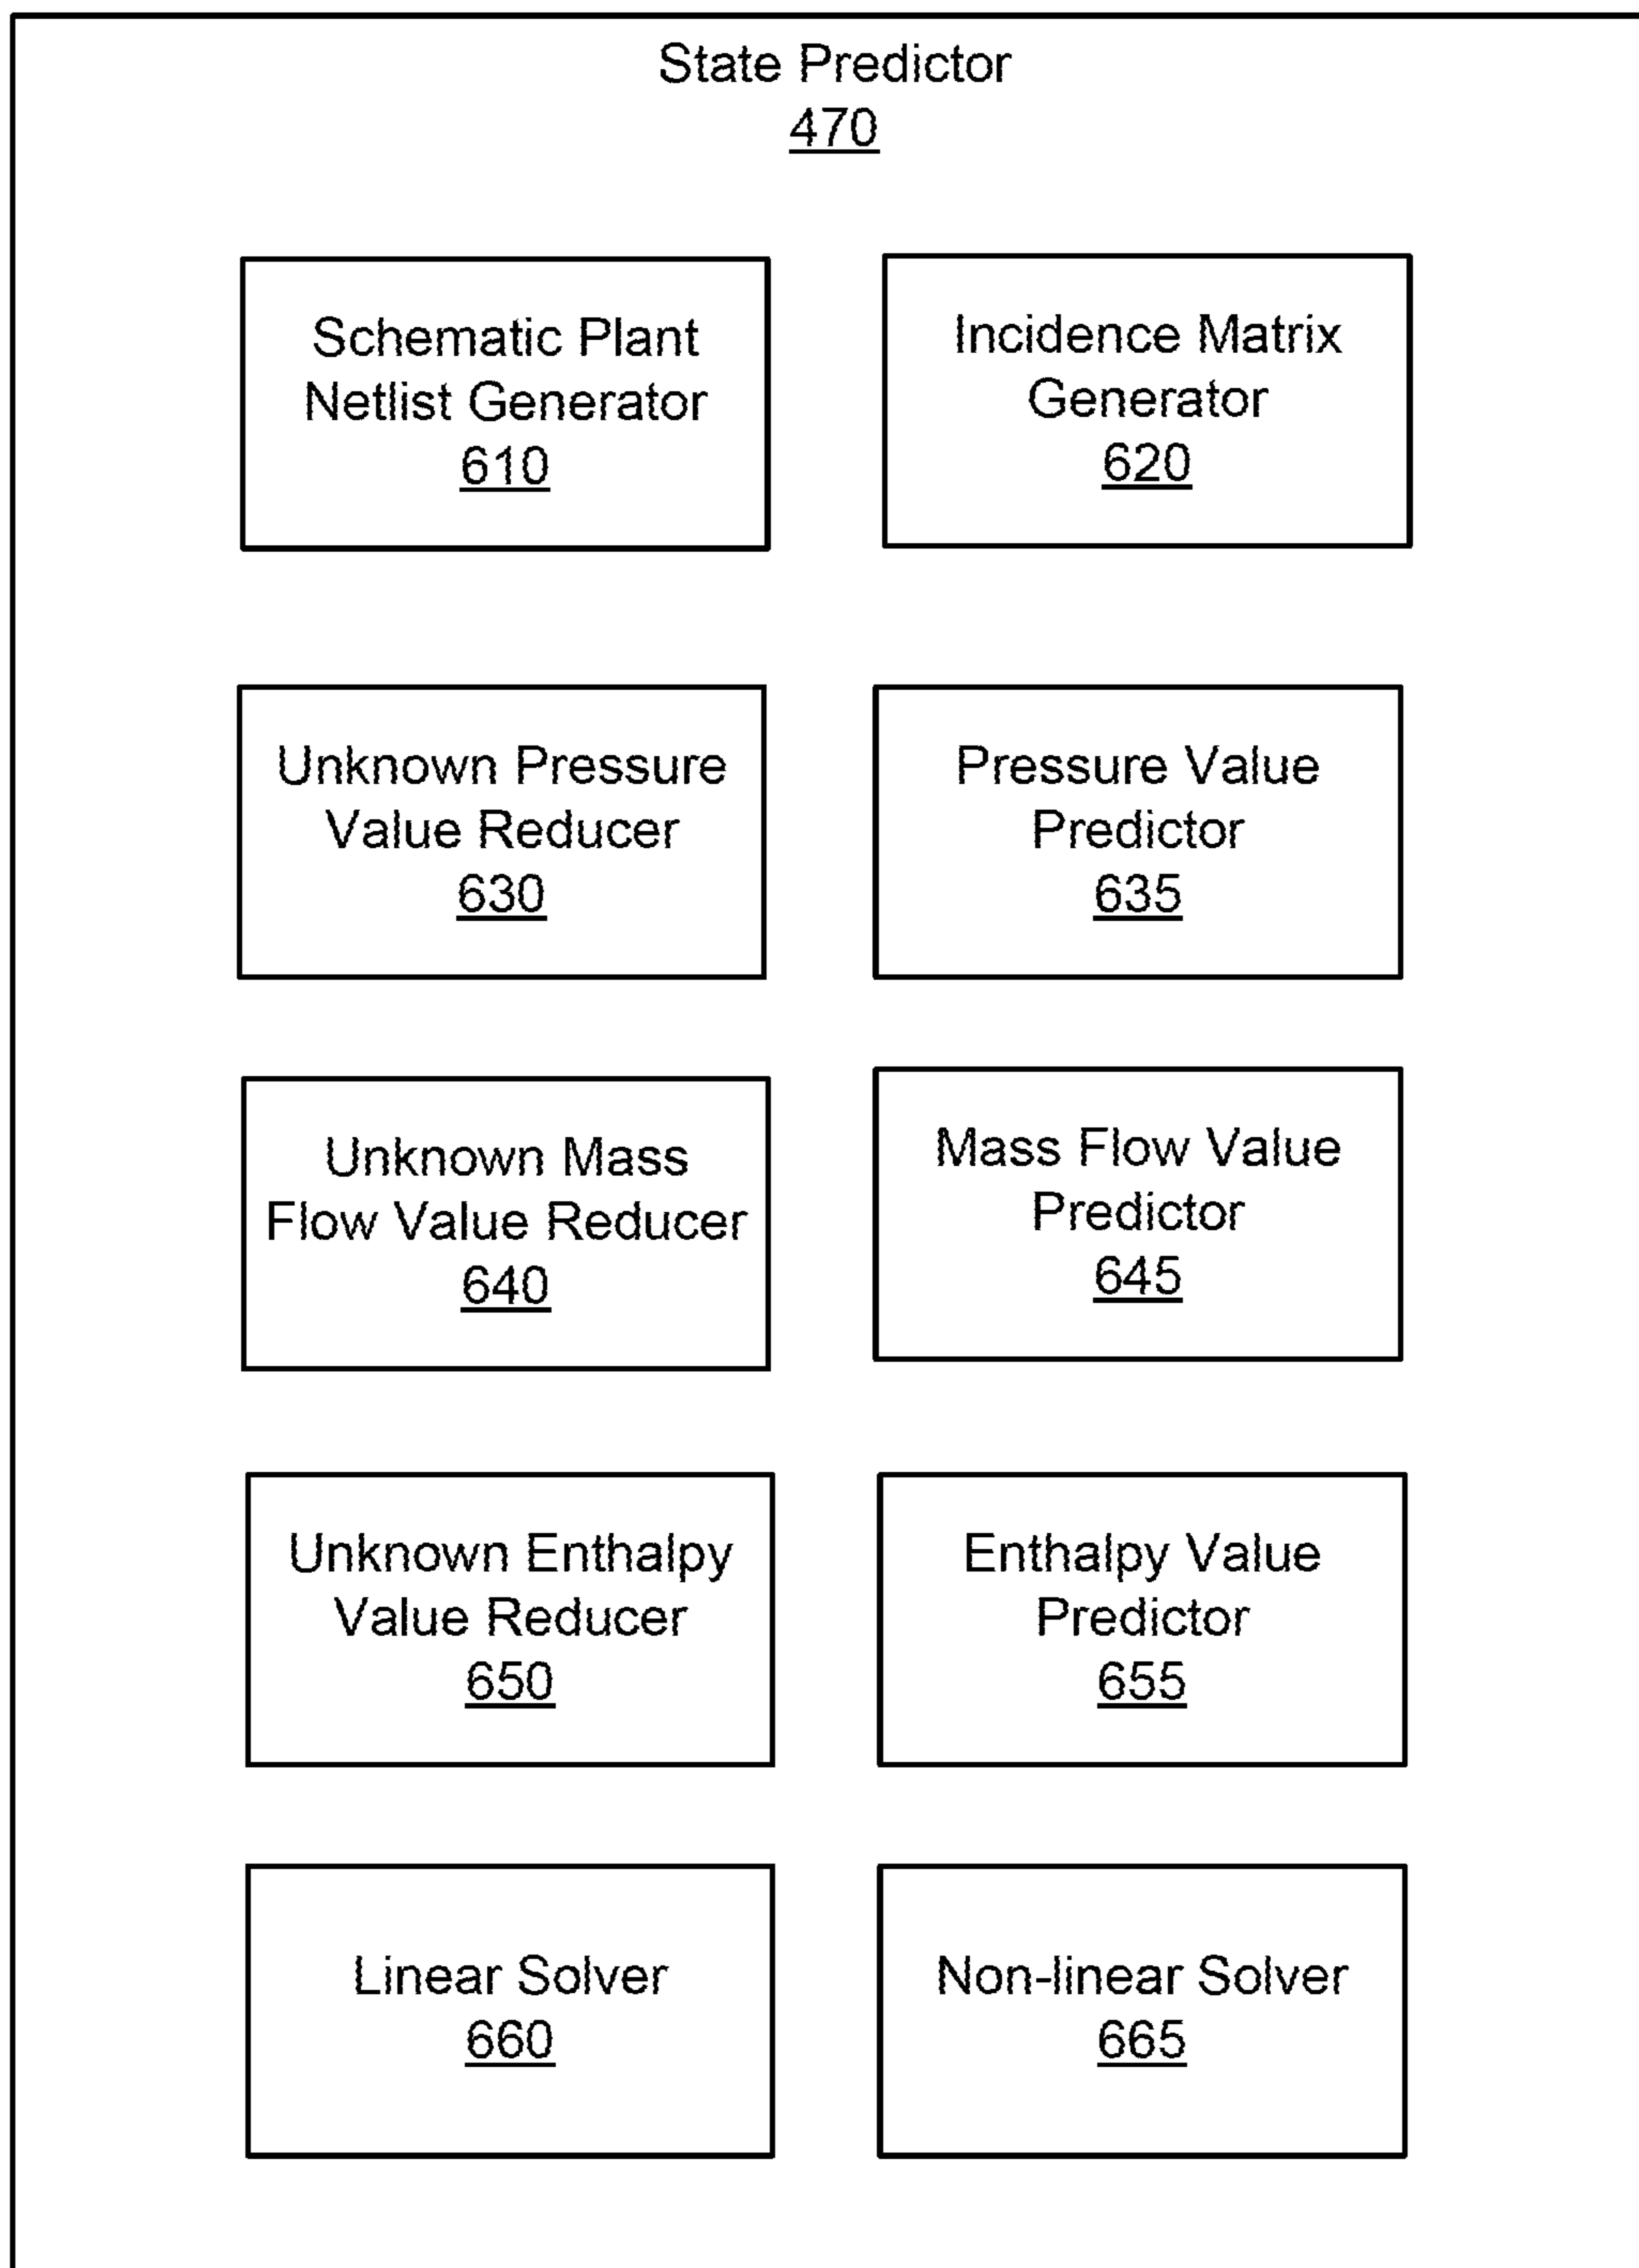 State Predictor
470
Schematic Plant
Netlist Generator
610
Incidence Matrix
Generator
620
Unknown Pressure
Value Reducer
630
Pressure Value
Predictor
635
Unknown Mass
Flow Value Reducer
640
Mass Flow Value
Predictor
645
Unknown Enthalpy
Value Reducer
650
Enthalpy Value
Predictor
655
Linear Solver
660
Non-linear Solver
665